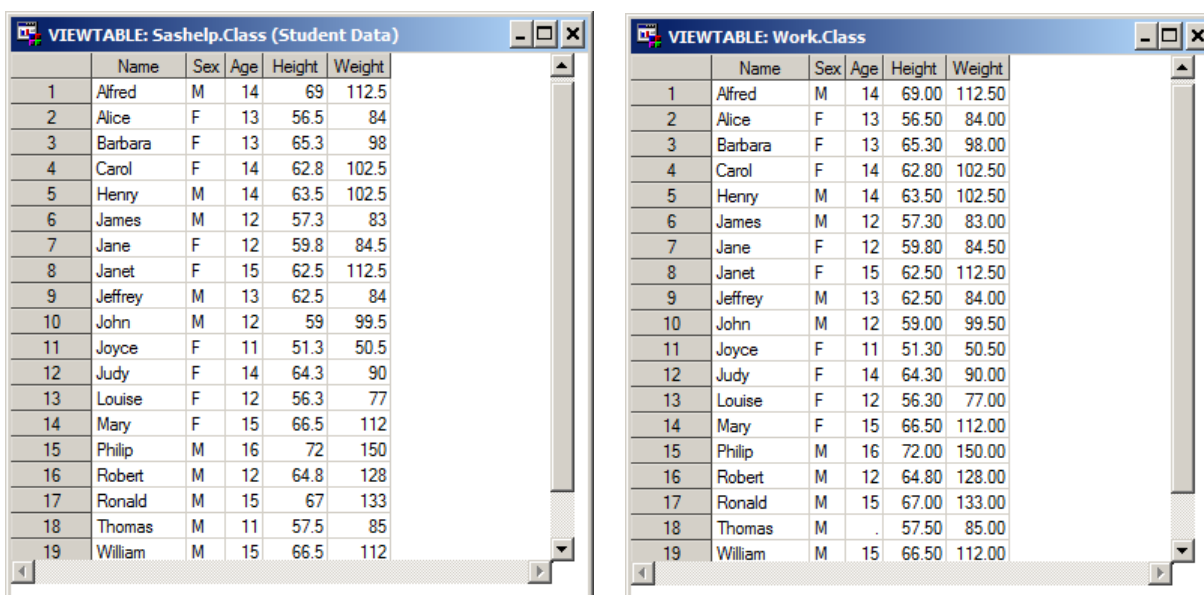 VIEWTABLE: Sashelp.Class (Student Data)
Name Sex Age Height Weight
1 Alfred M 14 69 112.5
2 Alice F 13 56.5 84
3 Barbara F 13 65.3 98
4 Carol F 14 62.8 102.5
5 Henry M 14 63.5 102.5
6 James M 12 57.3 83
7 Jane F 12 59.8 84.5
8 Janet F 15 62.5 112.5
9 Jeffrey M 13 62.5 84
10 John M 12 59 99.5
11 Joyce F 11 51.3 50.5
12 Judy F 14 64.3 90
13 Louise F 12 56.3 77
14 Mary F 15 66.5 112
15 Philip M 16 72 150
16 Robert M 12 64.8 128
17 Ronald M 15 67 133
18 Thomas M 11 57.5 85
19 William M 15 66.5 112
VIEWTABLE: Work.Class
Name Sex Age Height Weight
1 Alfred M 14 69.00 112.50
2 Alice F 13 56.50 84.00
3 Barbara F 13 65.30 98.00
4 Carol F 14 62.80 102.50
5 Henry M 14 63.50 102.50
6 James M 12 57.30 83.00
7 Jane F 12 59.80 84.50
8 Janet F 15 62.50 112.50
9 Jeffrey M 13 62.50 84.00
10 John M 12 59.00 99.50
11 Joyce F 11 51.30 50.50
12 Judy F 14 64.30 90.00
13 Louise F 12 56.30 77.00
14 Mary F 15 66.50 112.00
15 Philip M 16 72.00 150.00
16 Robert M 12 64.80 128.00
17 Ronald M 15 67.00 133.00
18 Thomas M . 57.50 85.00
19 William M 15 66.50 112.00